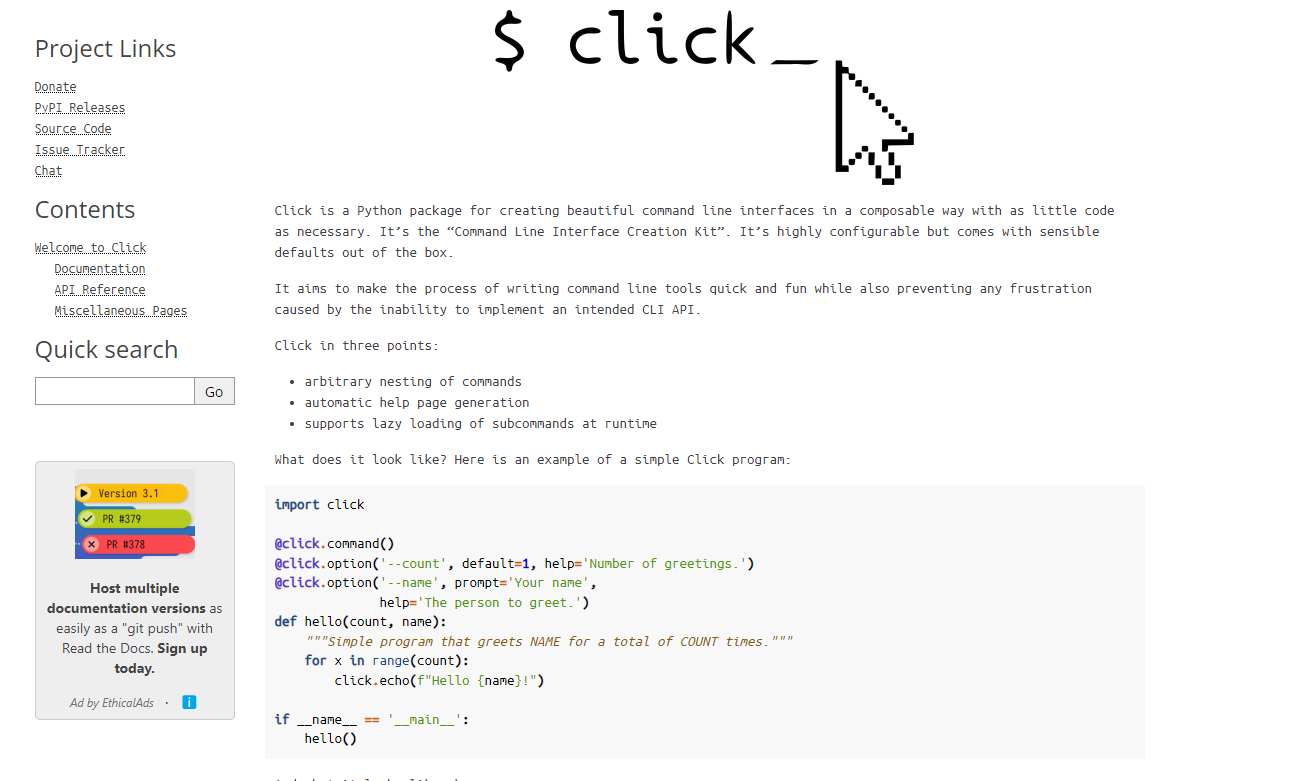 Project Links
Donate
PyPI Releases
Source Code
Issue Tracker
Chat
Contents
Welcome to Click
Documentation
API Reference
Miscellaneous Pages
Quick search
Go
Version 3.1
PR #379
PR #378
Host multiple
documentation versions as
easily as a "git push" with
Read the Docs. Sign up
today.
Ad by EthicalAds · i
$ click_
Click is a Python package for creating beautiful command line interfaces in a composable way with as little code
as necessary. It’s the “Command Line Interface Creation Kit”. It’s highly configurable but comes with sensible
defaults out of the box.
It aims to make the process of writing command line tools quick and fun while also preventing any frustration
caused by the inability to implement an intended CLI API.
Click in three points:
• arbitrary nesting of commands
• automatic help page generation
• supports lazy loading of subcommands at runtime
What does it look like? Here is an example of a simple Click program:
import click
@click.command()
@click.option('--count', default=1, help='Number of greetings.')
@click.option('--name', prompt='Your name',
              help='The person to greet.')
def hello(count, name):
    """Simple program that greets NAME for a total of COUNT times."""
    for x in range(count):
        click.echo(f"Hello {name}!")
if __name__ == '__main__':
    hello()